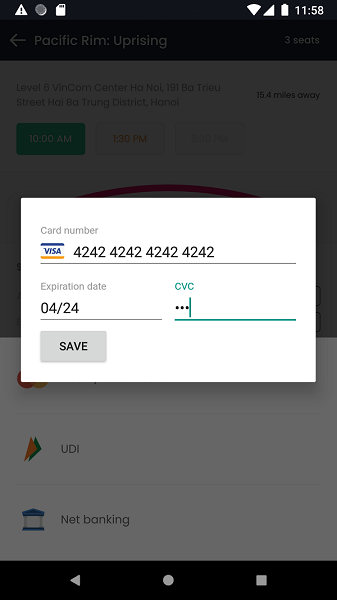 11:58
Pacific Rim: Uprising
3 seats
Level 6 VinCom Center Ha Noi, 191 Ba Trieu
Street Hai Ba Trung District, Hanoi
15.4 miles away
10:00 AM
1:30 PM
Card number
VISA
4242 4242 4242 4242
Expiration date
CVC
04/24
•••
SAVE
UDI
Net banking